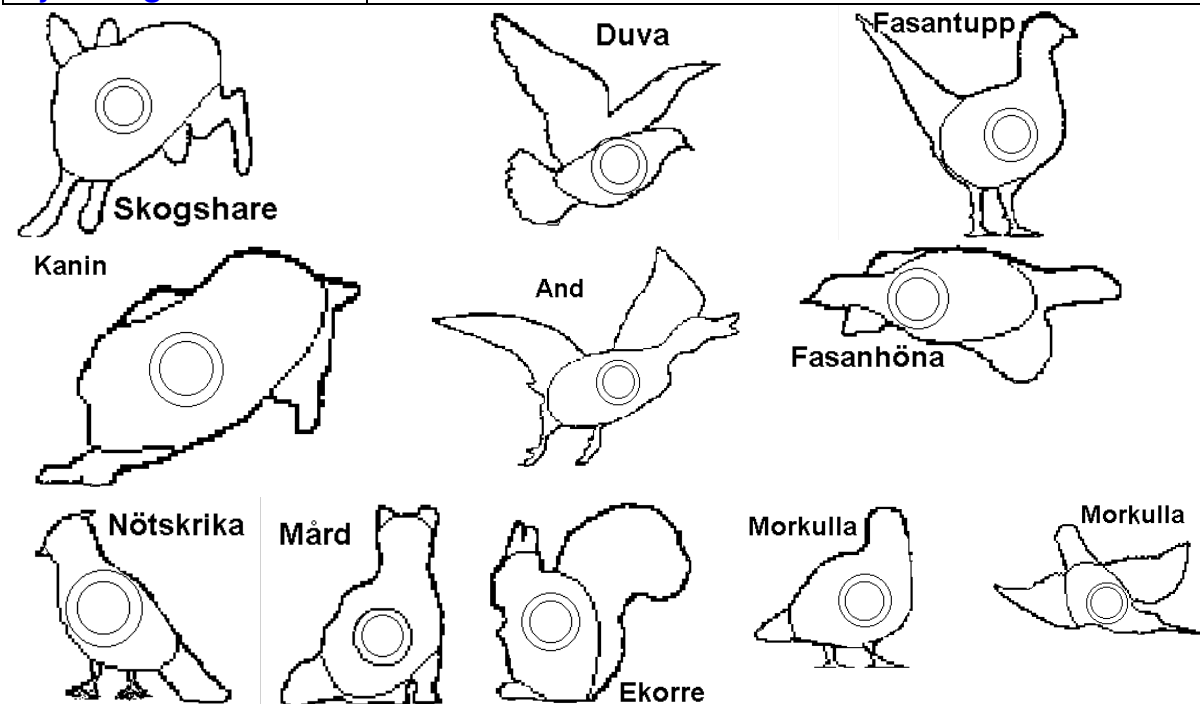 Duva
Fasantupp
Skogshare
Kanin
And
Fasanhöna
Nötskrika
Mård
Ekorre
Morkulla
Morkulla